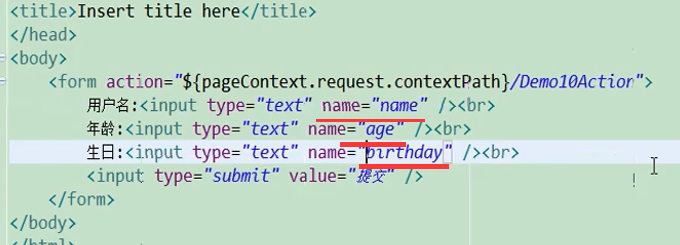 <title>Insert title here</title>
</head>
<body>
<form action="${pageContext.request.contextPath}/Demo10Action">
用户名:<input type="text" name="name" /><br>
年龄:<input type="text" name="age" /><br>
生日:<input type="text" name="birthday" /><br>
<input type="submit" value="提交" />
</form>
</body>
</html>